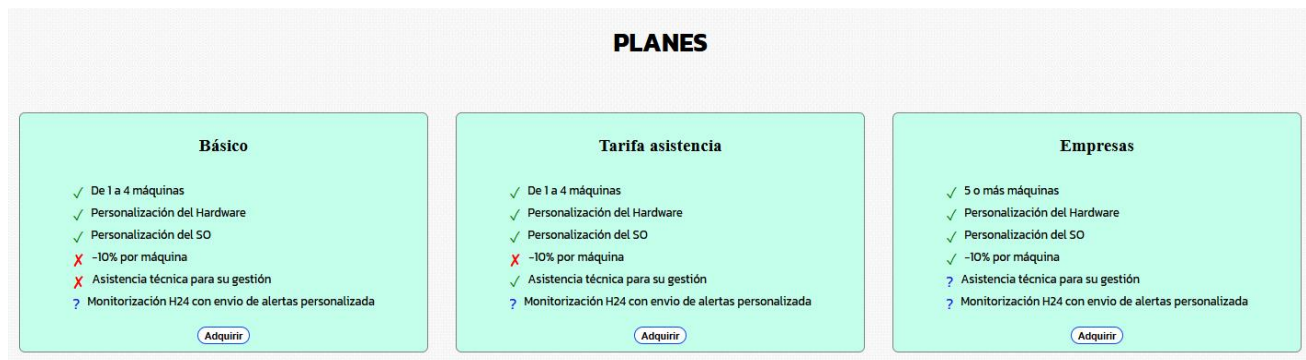 PLANES
Básico
✓ De 1 a 4 máquinas
✓ Personalización del Hardware
✓ Personalización del SO
✗ -10% por máquina
✗ Asistencia técnica para su gestión
? Monitorización H24 con envio de alertas personalizada
Adquirir
Tarifa asistencia
✓ De 1 a 4 máquinas
✓ Personalización del Hardware
✓ Personalización del SO
✗ -10% por máquina
✓ Asistencia técnica para su gestión
? Monitorización H24 con envio de alertas personalizada
Adquirir
Empresas
✓ 5 o más máquinas
✓ Personalización del Hardware
✓ Personalización del SO
✓ -10% por máquina
? Asistencia técnica para su gestión
? Monitorización H24 con envio de alertas personalizada
Adquirir